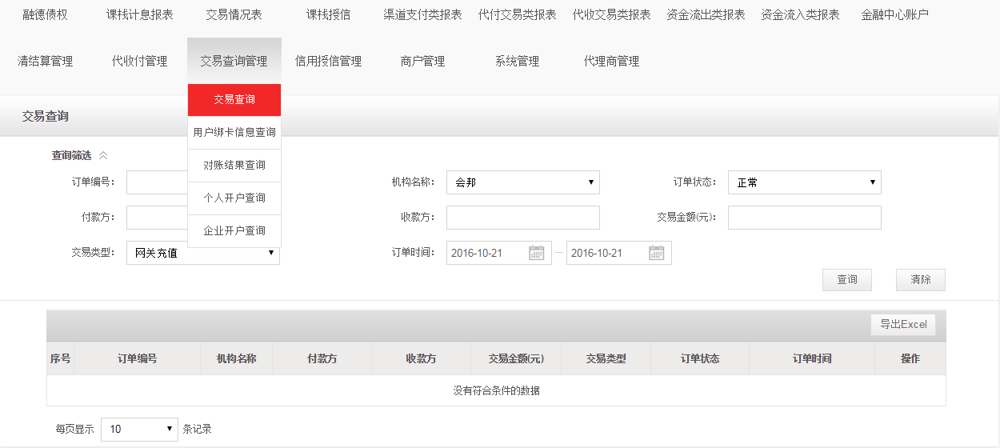 融德债权 课栈计息报表 交易情况表 课栈授信 渠道支付类报表 代付交易类报表 代收交易类报表 资金流出类报表 资金流入类报表 金融中心账户
清结算管理 代收付管理 交易查询管理 信用授信管理 商户管理 系统管理 代理商管理
交易查询
交易查询
用户绑卡信息查询
对账结果查询
个人开户查询
企业开户查询
查询筛选
订单编号： 机构名称： 会邦 订单状态： 正常
付款方： 收款方： 交易金额(元)：
交易类型： 网关充值 订单时间： 2016-10-21 — 2016-10-21
查询 清除
导出Excel
序号 订单编号 机构名称 付款方 收款方 交易金额(元) 交易类型 订单状态 订单时间 操作
没有符合条件的数据
每页显示 10 条记录